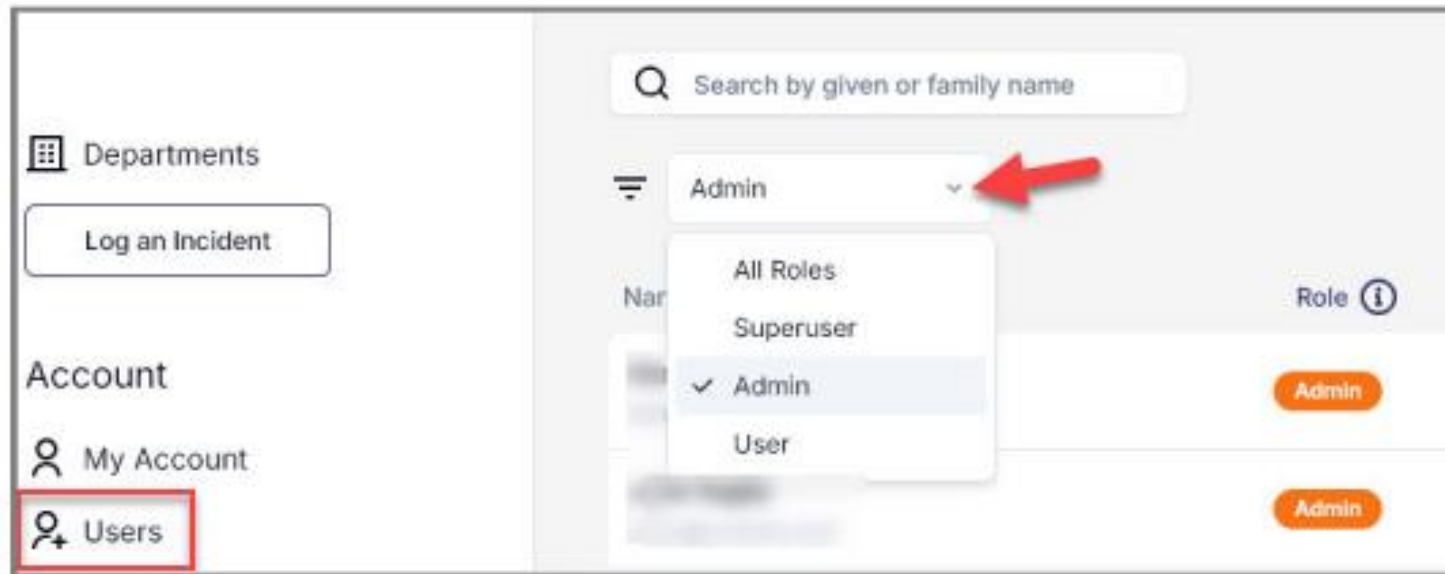 Departments
Log an Incident
Account
My Account
Users
Search by given or family name
Admin
All Roles
Superuser
Admin
User
Role
Admin
Admin